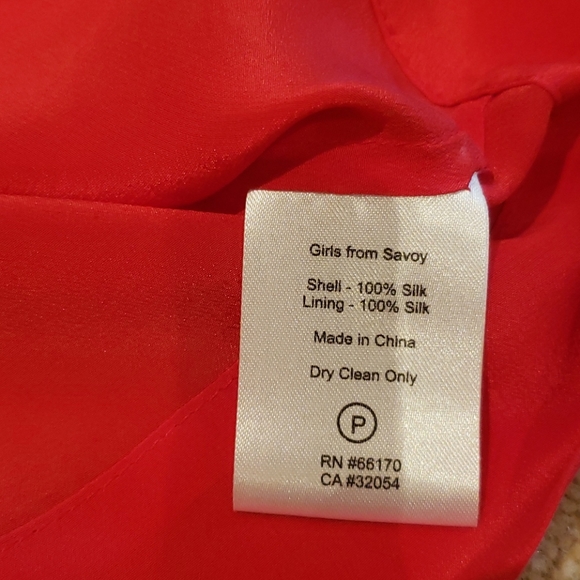 Girls from Savoy
Shell - 100% Silk
Lining - 100% Silk
Made in China
Dry Clean Only
P
RN #66170
CA #32054